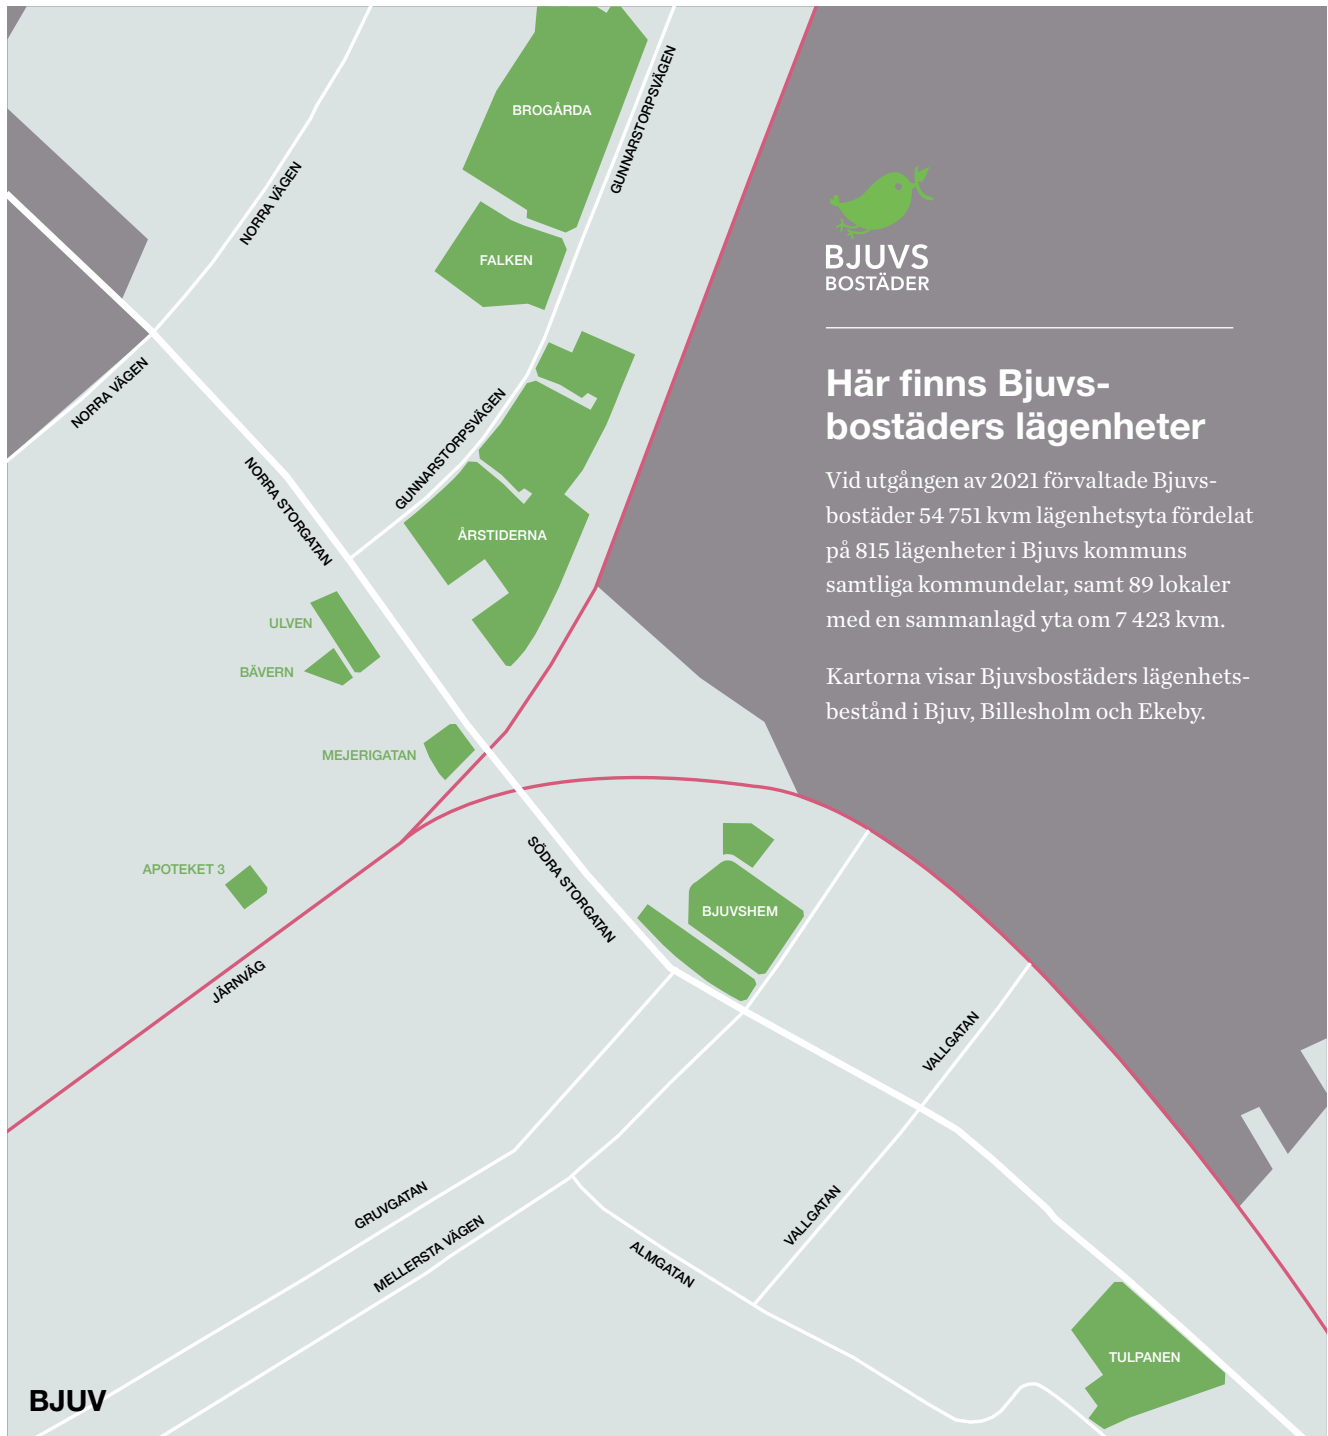 BROGÅRDA
GUNNARSTORPSVÄGEN
NORRA VÄGEN
FALKEN
BJUVS
BOSTÄDER
NORRA VÄGEN
GUNNARSTORPSVÄGEN
NORRA STORGATAN
ÅRSTIDERNA
ULVEN
BÄVERN
MEJERIGATAN
APOTEKET 3
SÖDRA STORGATAN
BJUVSHEM
JÄRNVÄG
VALLGATAN
GRUVGATAN
VALLGATAN
MELLERSTA VÄGEN
ALMGATAN
TULPANEN
BJUV
Här finns Bjuvs-
bostäders lägenheter
Vid utgången av 2021 förvaltade Bjuvs-
bostäder 54 751 kvm lägenhetsyta fördelat
på 815 lägenheter i Bjuvs kommuns
samtliga kommundelar, samt 89 lokaler
med en sammanlagd yta om 7 423 kvm.
Kartorna visar Bjuvsbostäders lägenhets-
bestånd i Bjuv, Billesholm och Ekeby.